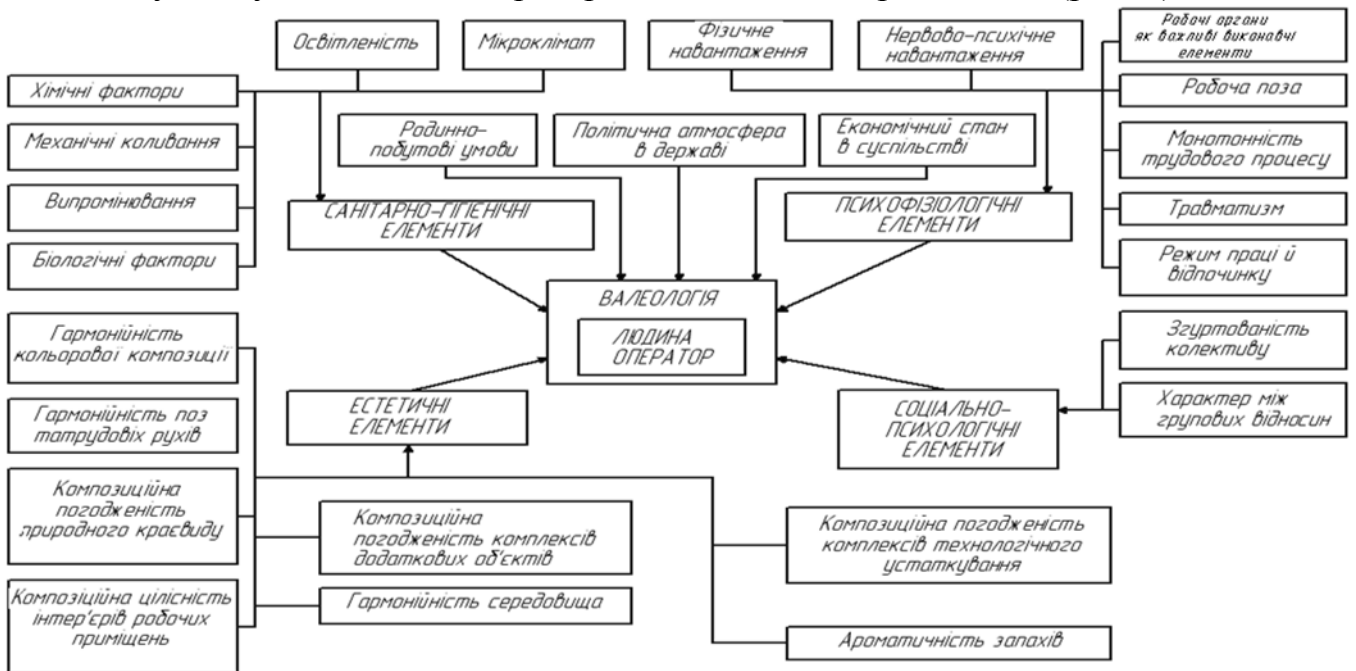 Освітленість
Мікроклімат
Фізичне
навантаження
Нервово-психічне
навантаження
Робочі органи
як важливі виконавчі
елементи
Хімічні фактори
Робоча поза
Механічні коливання
Родинно-
побутові умови
Політична атмосфера
в державі
Економічний стан
в суспільстві
Монотонність
трудового процесу
Випромінювання
САНІТАРНО-ГІГІЄНІЧНІ
ЕЛЕМЕНТИ
ПСИХОФІЗІОЛОГІЧНІ
ЕЛЕМЕНТИ
Травматизм
Біологічні фактори
Режим праці й
відпочинку
ВАЛЕОЛОГІЯ
ЛЮДИНА
ОПЕРАТОР
Гармонійність
кольорової композиції
Згуртованість
колективу
Гармонійність поз
татрудовіх рухів
ЕСТЕТИЧНІ
ЕЛЕМЕНТИ
СОЦІАЛЬНО-
ПСИХОЛОГІЧНІ
ЕЛЕМЕНТИ
Характер між
групових відносин
Композиційна
погодженість
природного краєвиду
Композиційна
погодженість комплексів
додаткових об'єктів
Композиційна погодженість
комплексів технологічного
устаткування
Композіційна цілісність
інтер'єрів робочих
приміщень
Гармонійність середовища
Ароматичність запахів